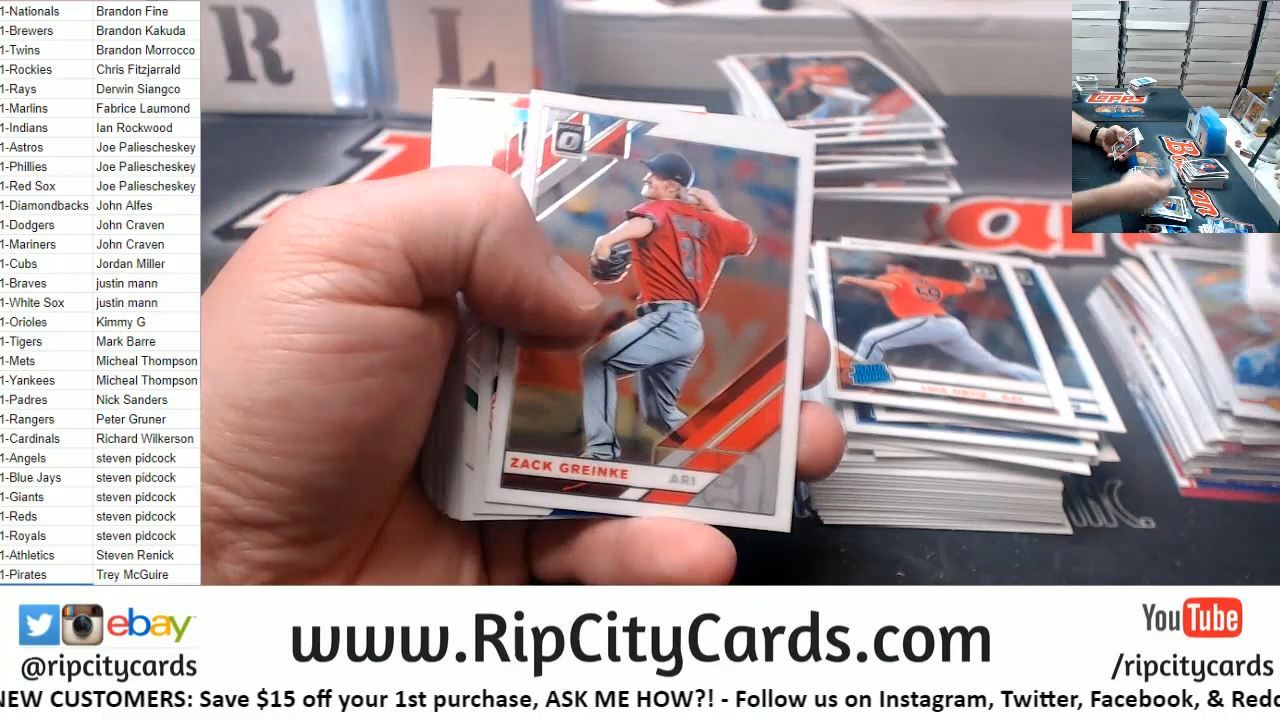 1-Nationals Brandon Fine
1-Brewers Brandon Kakuda
1-Twins Brandon Morrocco
1-Rockies Chris Fitzjarrald
1-Rays Derwin Siangco
1-Marlins Fabrice Laumond
1-Indians Ian Rockwood
1-Astros Joe Paliescheskey
1-Phillies Joe Paliescheskey
1-Red Sox Joe Paliescheskey
1-Diamondbacks John Alfes
1-Dodgers John Craven
1-Mariners John Craven
1-Cubs Jordan Miller
1-Braves justin mann
1-White Sox justin mann
1-Orioles Kimmy G
1-Tigers Mark Barre
1-Mets Micheal Thompson
1-Yankees Micheal Thompson
1-Padres Nick Sanders
1-Rangers Peter Gruner
1-Cardinals Richard Wilkerson
1-Angels steven pidcock
1-Blue Jays steven pidcock
1-Giants steven pidcock
1-Reds steven pidcock
1-Royals steven pidcock
1-Athletics Steven Renick
1-Pirates Trey McGuire
R L
ZACK GREINKE ARI
59
Topps
ebay
@ripcitycards
www.RipCityCards.com
YouTube
/ripcitycards
NEW CUSTOMERS: Save $15 off your 1st purchase, ASK ME HOW?! - Follow us on Instagram, Twitter, Facebook, & Redd